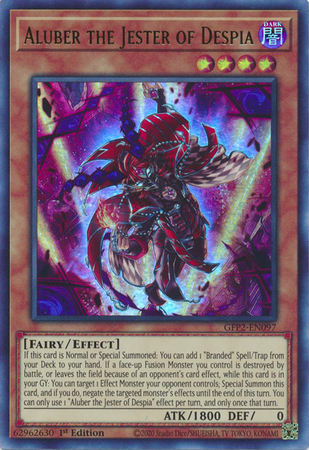 Aluber the Jester of Despia
DARK
闇
GFP2-EN097
[Fairy/Effect]
If this card is Normal or Special Summoned: You can add 1 "Branded" Spell/Trap from
your Deck to your hand. If a face-up Fusion Monster you control is destroyed by
battle, or leaves the field because of an opponent's card effect, while this card is in
your GY: You can target 1 Effect Monster your opponent controls; Special Summon this
card, and if you do, negate the targeted monster's effects until the end of this turn. You
can only use 1 "Aluber the Jester of Despia" effect per turn, and only once that turn.
ATK/1800 DEF/ 0
62962630 1st Edition
©2020 Studio Dice/SHUEISHA, TV TOKYO, KONAMI